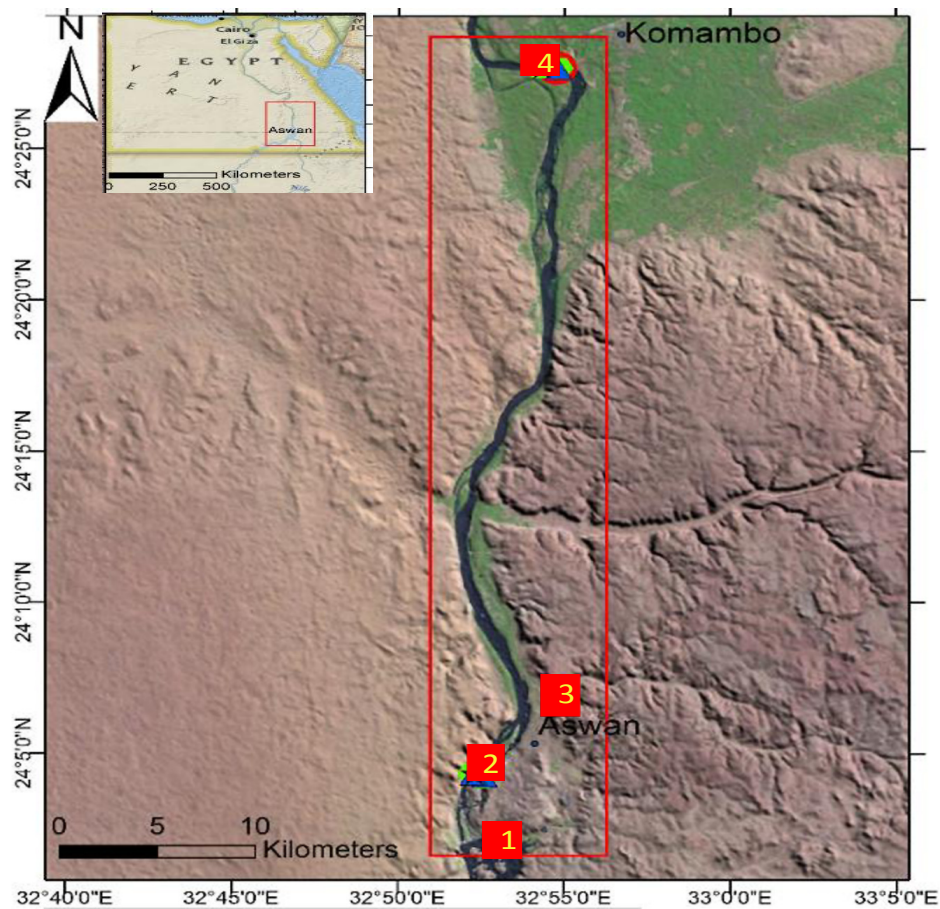 N
Cairo
El Giza
E G Y P T
Y A N
E R T
Aswan
Kilometers
0 250 500
Komambo
4
24°25'0"N
24°20'0"N
24°15'0"N
24°10'0"N
24°5'0"N
3
Aswan
2
1
0 5 10
Kilometers
32°40'0"E 32°45'0"E 32°50'0"E 32°55'0"E 33°0'0"E 33°5'0"E